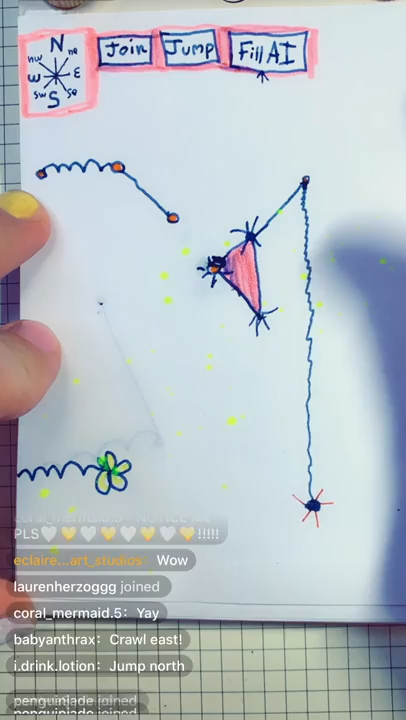 N
nw
ne
W
E
sw
se
S
Join
Jump
Fill AI
PLS🤍💛🤍💛🤍💛🤍💛!!!!!
eclaire...art_studios Wow
laurenherzoggg joined
coral_mermaid.5: Yay
babyanthrax: Crawl east!
i.drink.lotion: Jump north
penguinjade joined